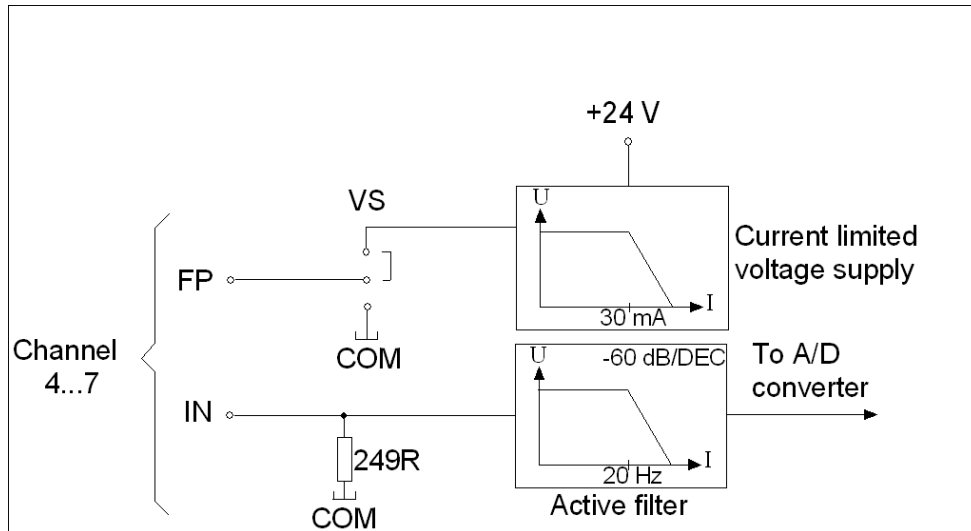 +24 V
VS
U
Current limited
voltage supply
FP
I
30 mA
COM
Channel
4...7
U
-60 dB/DEC
To A/D
converter
IN
249R
I
20 Hz
COM
Active filter